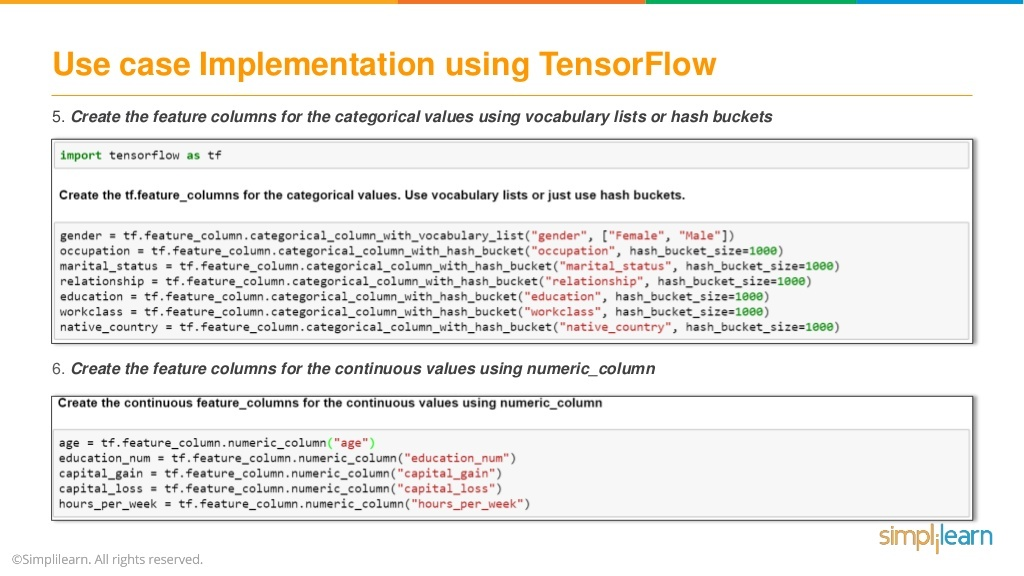 Use case Implementation using TensorFlow
5. Create the feature columns for the categorical values using vocabulary lists or hash buckets
import tensorflow as tf
Create the tf.feature_columns for the categorical values. Use vocabulary lists or just use hash buckets.
gender = tf.feature_column.categorical_column_with_vocabulary_list("gender", ["Female", "Male"])
occupation = tf.feature_column.categorical_column_with_hash_bucket("occupation", hash_bucket_size=1000)
marital_status = tf.feature_column.categorical_column_with_hash_bucket("marital_status", hash_bucket_size=1000)
relationship = tf.feature_column.categorical_column_with_hash_bucket("relationship", hash_bucket_size=1000)
education = tf.feature_column.categorical_column_with_hash_bucket("education", hash_bucket_size=1000)
workclass = tf.feature_column.categorical_column_with_hash_bucket("workclass", hash_bucket_size=1000)
native_country = tf.feature_column.categorical_column_with_hash_bucket("native_country", hash_bucket_size=1000)
6. Create the feature columns for the continuous values using numeric_column
Create the continuous feature_columns for the continuous values using numeric_column
age = tf.feature_column.numeric_column("age")
education_num = tf.feature_column.numeric_column("education_num")
capital_gain = tf.feature_column.numeric_column("capital_gain")
capital_loss = tf.feature_column.numeric_column("capital_loss")
hours_per_week = tf.feature_column.numeric_column("hours_per_week")
simplilearn
©Simplilearn. All rights reserved.